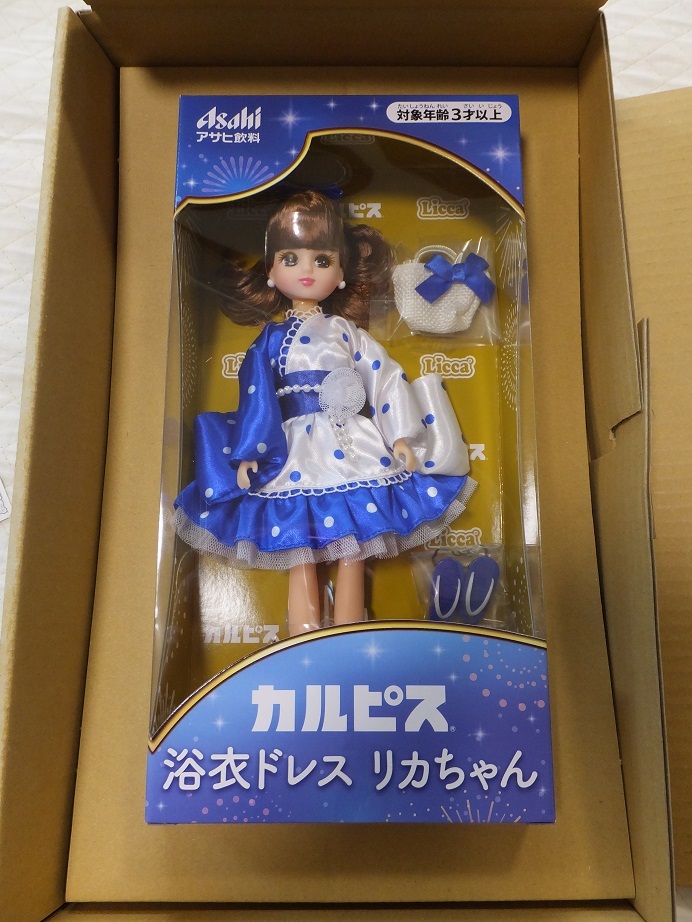 Asahi
アサヒ飲料
たいしょうねんれい さいいじょう
対象年齢3才以上
ピス
Licca
Licca
Licca
Licca
カルピス
カルピス
浴衣ドレス リカちゃん